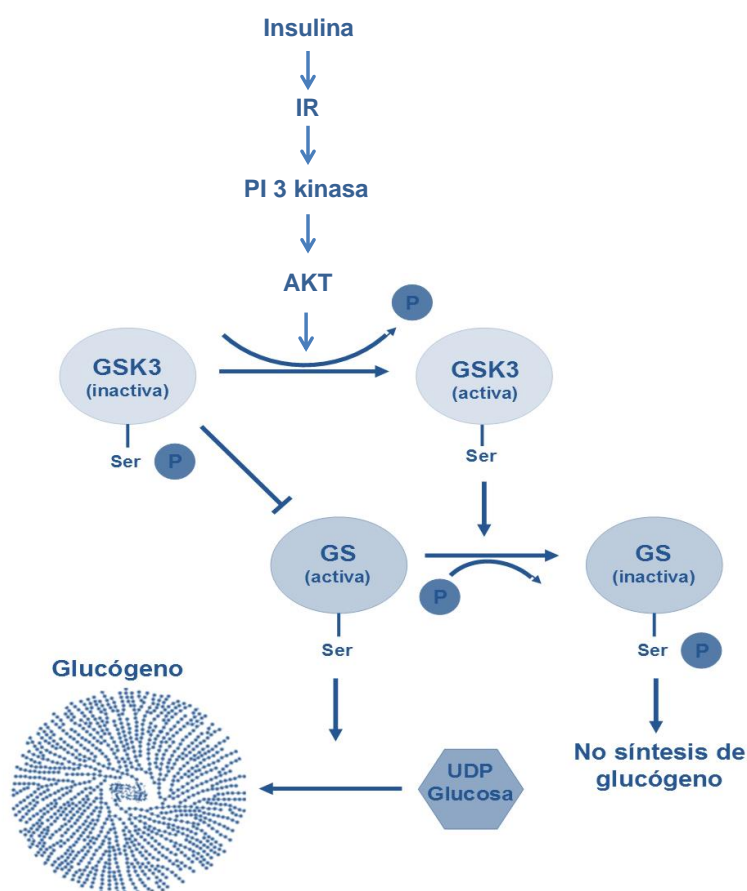 Insulina
IR
PI 3 kinasa
AKT
P
GSK3
(inactiva)
GSK3
(activa)
Ser
P
Ser
GS
(activa)
P
GS
(inactiva)
Ser
Ser
P
Glucógeno
UDP
Glucosa
No síntesis de
glucógeno